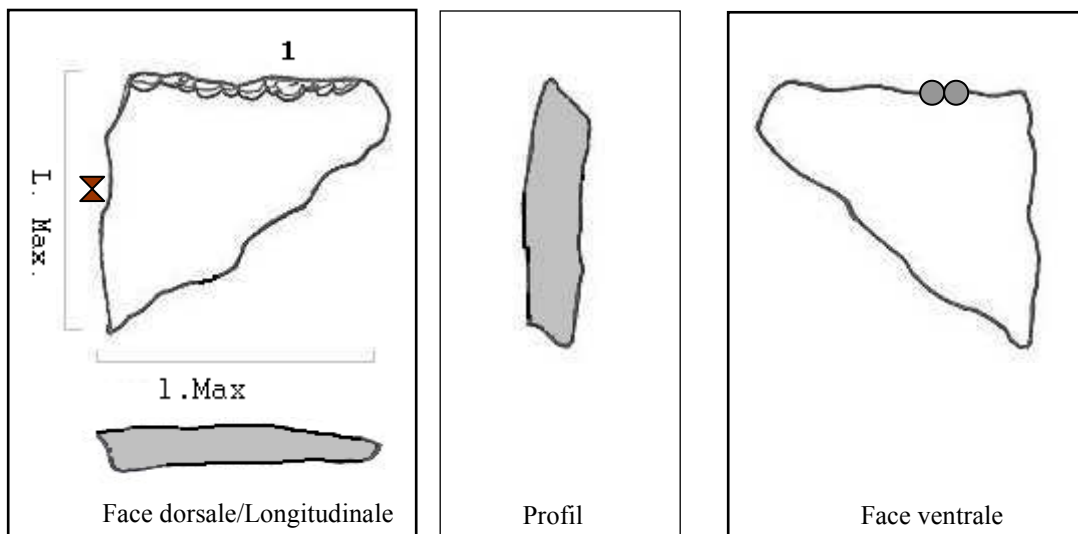 1
L. Max.
l.Max
Face dorsale/Longitudinale
Profil
Face ventrale